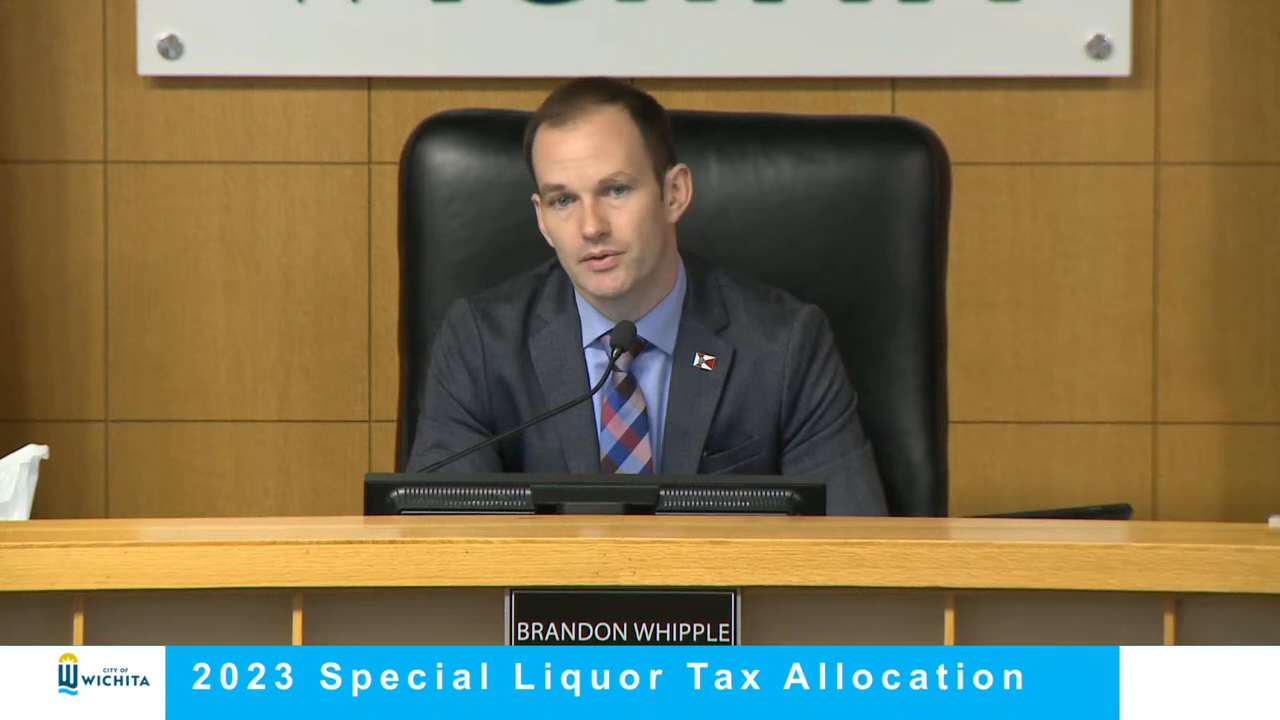 BRANDON WHIPPLE
CITY OF
WICHITA
2023 Special Liquor Tax Allocation